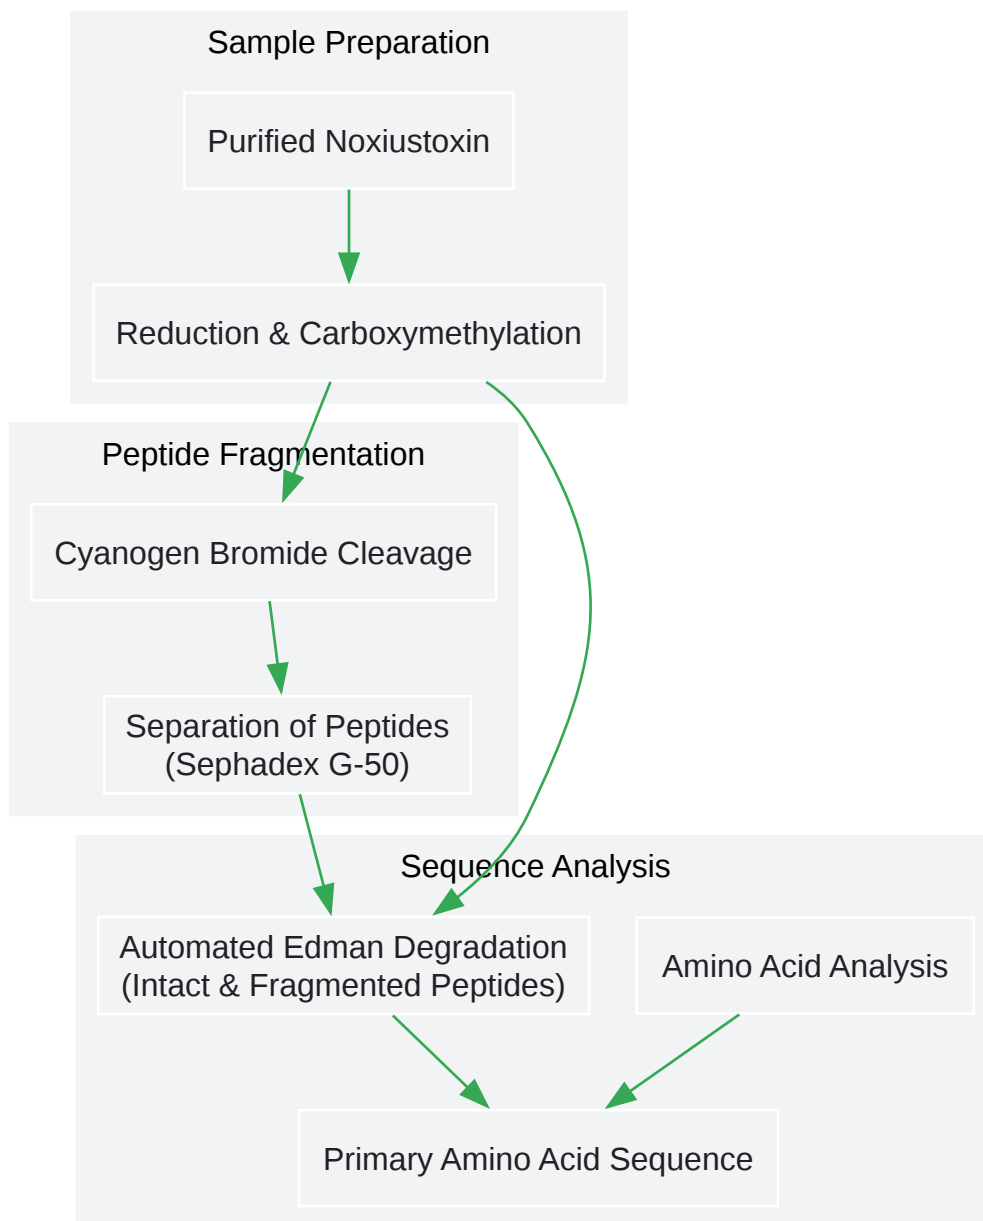 Sample Preparation
Purified Noxiustoxin
Reduction & Carboxymethylation
Peptide Fragmentation
Cyanogen Bromide Cleavage
Separation of Peptides
(Sephadex G-50)
Sequence Analysis
Automated Edman Degradation
(Intact & Fragmented Peptides)
Amino Acid Analysis
Primary Amino Acid Sequence